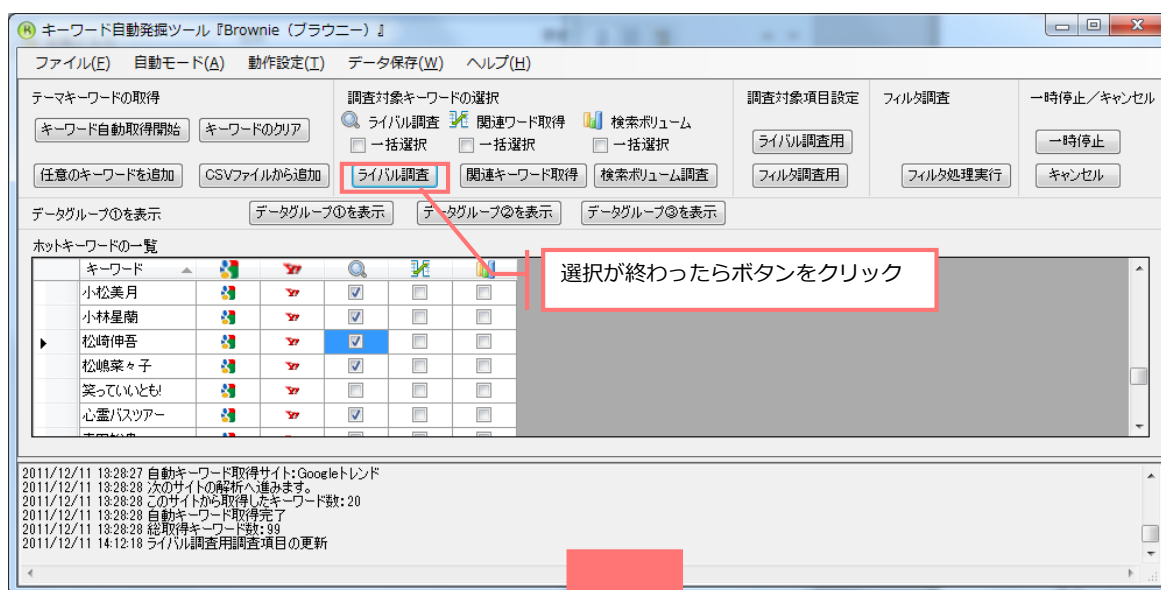 キーワード自動発掘ツール『Brownie（ブラウニー）』
ファイル(F) 自動モード(A) 動作設定(T) データ保存(W) ヘルプ(H)
テーマキーワードの取得 調査対象キーワードの選択 調査対象項目設定 フィルタ調査 一時停止／キャンセル
キーワード自動取得開始 キーワードのクリア ライバル調査 関連ワード取得 検索ボリューム
一括選択 一括選択 一括選択 ライバル調査用 一時停止
任意のキーワードを追加 CSVファイルから追加 ライバル調査 関連キーワード取得 検索ボリューム調査 フィルタ調査用 フィルタ処理実行 キャンセル
データグループ①を表示 データグループ①を表示 データグループ②を表示 データグループ③を表示
ホットキーワードの一覧
キーワード
選択が終わったらボタンをクリック
小松美月
小林星蘭
松崎伸吾
松嶋菜々子
笑っていいとも!
心霊バスツアー
2011/12/11 13:28:27 自動キーワード取得サイト:Googleトレンド
2011/12/11 13:28:28 次のサイトの解析へ進みます。
2011/12/11 13:28:28 このサイトから取得したキーワード数:20
2011/12/11 13:28:28 自動キーワード取得完了
2011/12/11 13:28:28 総取得キーワード数:99
2011/12/11 14:12:18 ライバル調査用調査項目の更新